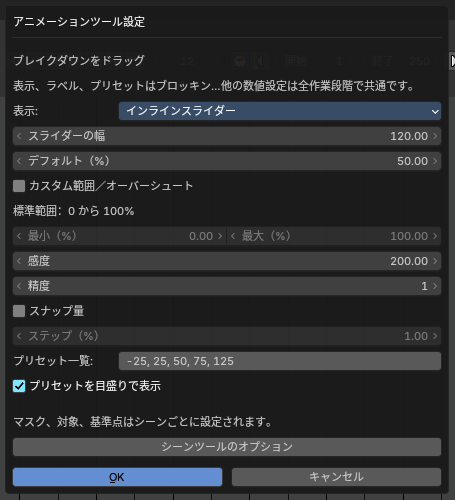 アニメーションツール設定
ブレイクダウンをドラッグ
表示、ラベル、プリセットはブロッキン...他の数値設定は全作業段階で共通です。
表示: インラインスライダー
スライダーの幅 120.00
デフォルト（%） 50.00
カスタム範囲／オーバーシュート
標準範囲: 0 から 100%
最小（%） 0.00 最大（%） 100.00
感度 200.00
精度 1
スナップ量
ステップ（%） 1.00
プリセット一覧: -25, 25, 50, 75, 125
プリセットを目盛りで表示
マスク、対象、基準点はシーンごとに設定されます。
シーンツールのオプション
OK キャンセル